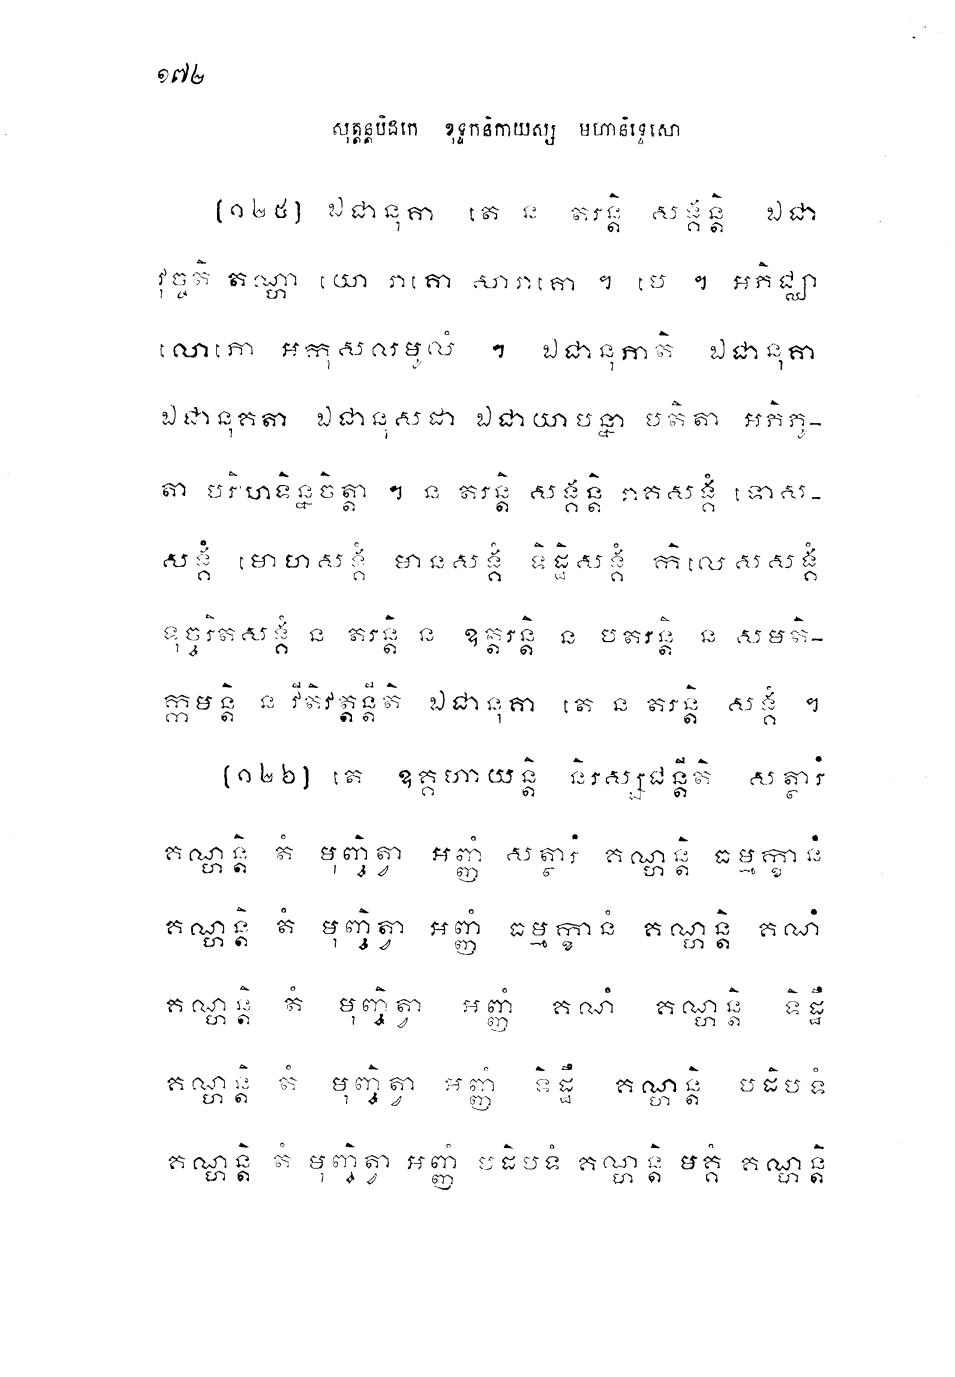 ១៧២
សុត្តន្តបិដកេ ខុទ្ទកនិកាយស្ស មហានិទ្ទេសោ
(១២៥) ឯជានុគា តេ ន តរន្តិ សង្គន្តិ ឯជា
វុច្ចតិ តណ្ហា យោ រាគោ សារាគោ ។ បេ ។ អភិជ្ឈា
លោភោ អកុសលមូលំ ។ ឯជានុគាតិ ឯជានុគា
ឯជានុគតា ឯជានុសដា ឯជាយាបន្នា បតិតា អភិភូ-
តា បរិយាទិន្នចិត្តា ។ ន តរន្តិ សង្គន្តិ រាគសង្គំ ទោស-
សង្គំ មោហសង្គំ មានសង្គំ ទិដ្ឋិសង្គំ កិលេសសង្គំ
ទុច្ចរិតសង្គំ ន តរន្តិ ន ឧត្តរន្តិ ន បតរន្តិ ន សមតិ-
ក្កមន្តិ ន វីតិវត្តន្តីតិ ឯជានុគា តេ ន តរន្តិ សង្គំ ។
(១២៦) តេ ឧគ្គហាយន្តិ និរស្សជន្តីតិ សត្ថារំ
គណ្ហន្តិ តំ មុញ្ចិត្វា អញ្ញំ សត្ថារំ គណ្ហន្តិ ធម្មក្ខានំ
គណ្ហន្តិ តំ មុញ្ចិត្វា អញ្ញំ ធម្មក្ខានំ គណ្ហន្តិ គណំ
គណ្ហន្តិ តំ មុញ្ចិត្វា អញ្ញំ គណំ គណ្ហន្តិ ទិដ្ឋឹ
គណ្ហន្តិ តំ មុញ្ចិត្វា អញ្ញំ ទិដ្ឋឹ គណ្ហន្តិ បដិបទំ
គណ្ហន្តិ តំ មុញ្ចិត្វា អញ្ញំ បដិបទំ គណ្ហន្តិ មគ្គំ គណ្ហន្តិ